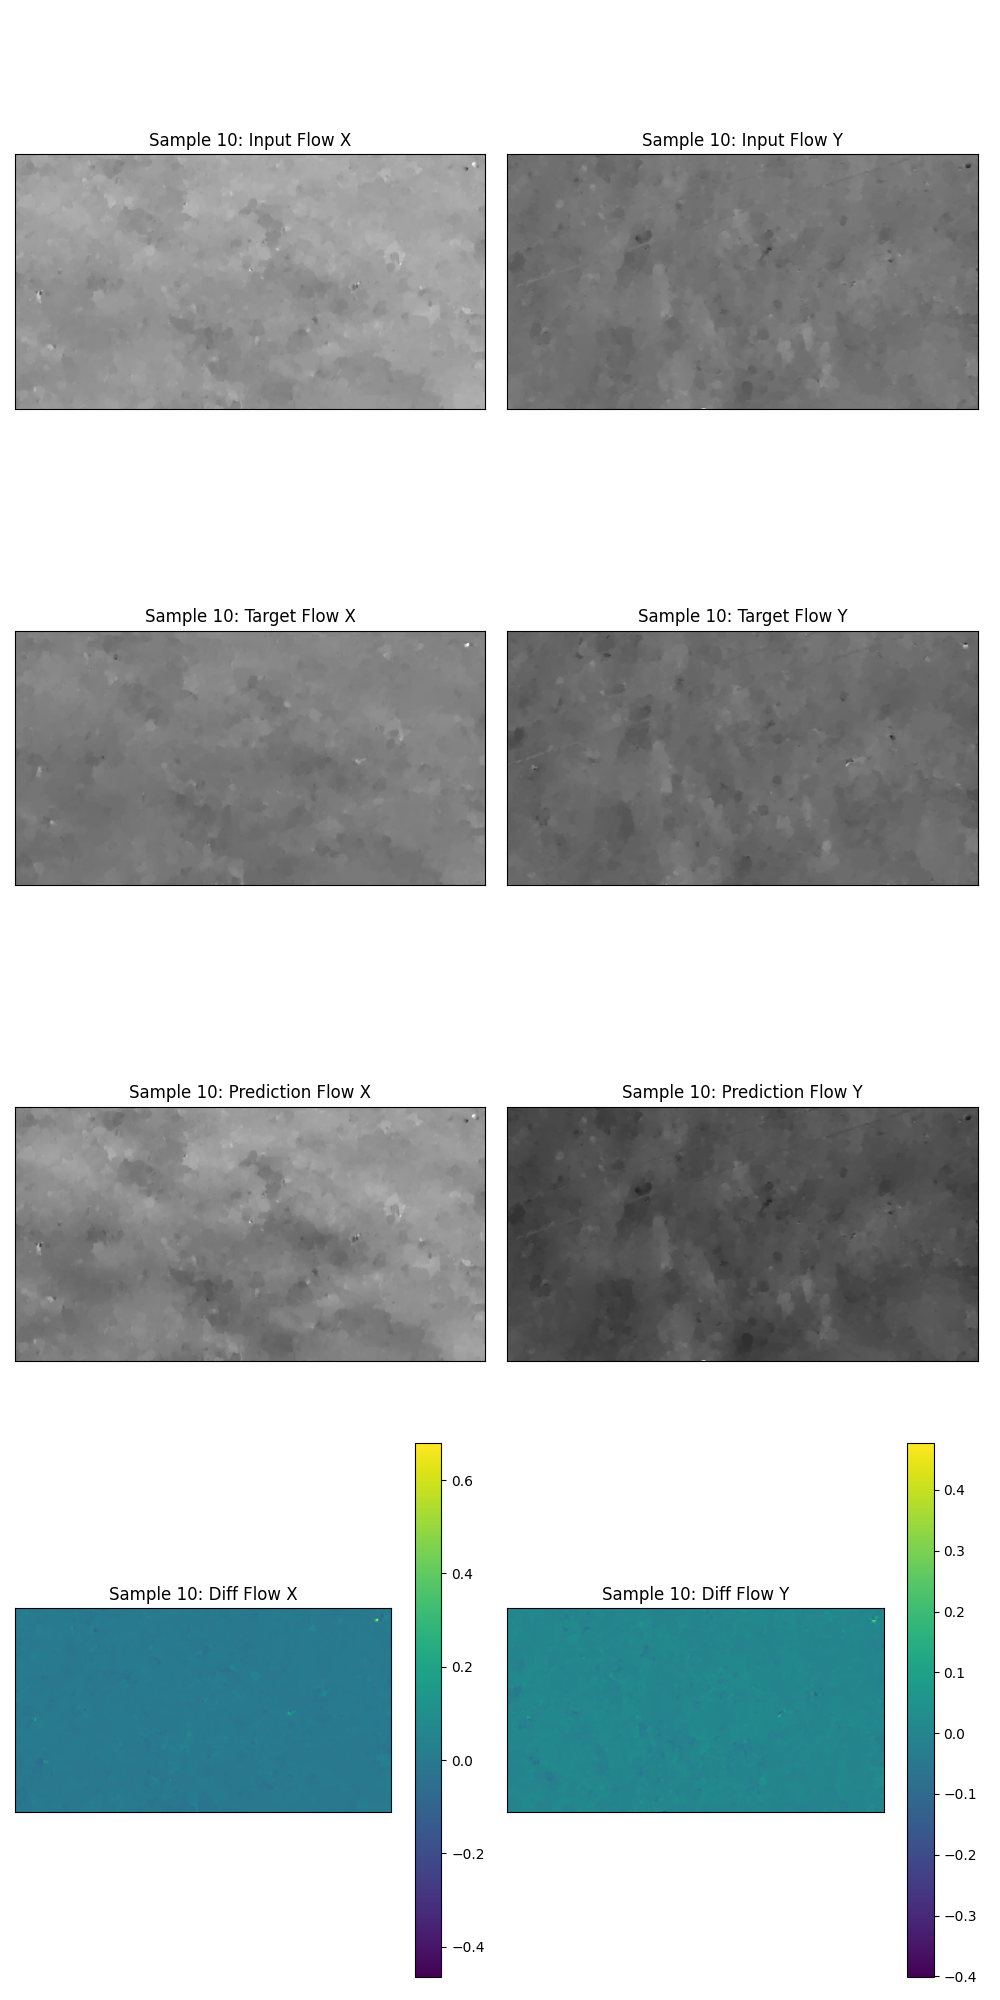 Sample 10: Input Flow X
Sample 10: Input Flow Y
Sample 10: Target Flow X
Sample 10: Target Flow Y
Sample 10: Prediction Flow X
Sample 10: Prediction Flow Y
Sample 10: Diff Flow X
0.6
0.4
0.2
0.0
−0.2
−0.4
Sample 10: Diff Flow Y
0.4
0.3
0.2
0.1
0.0
−0.1
−0.2
−0.3
−0.4